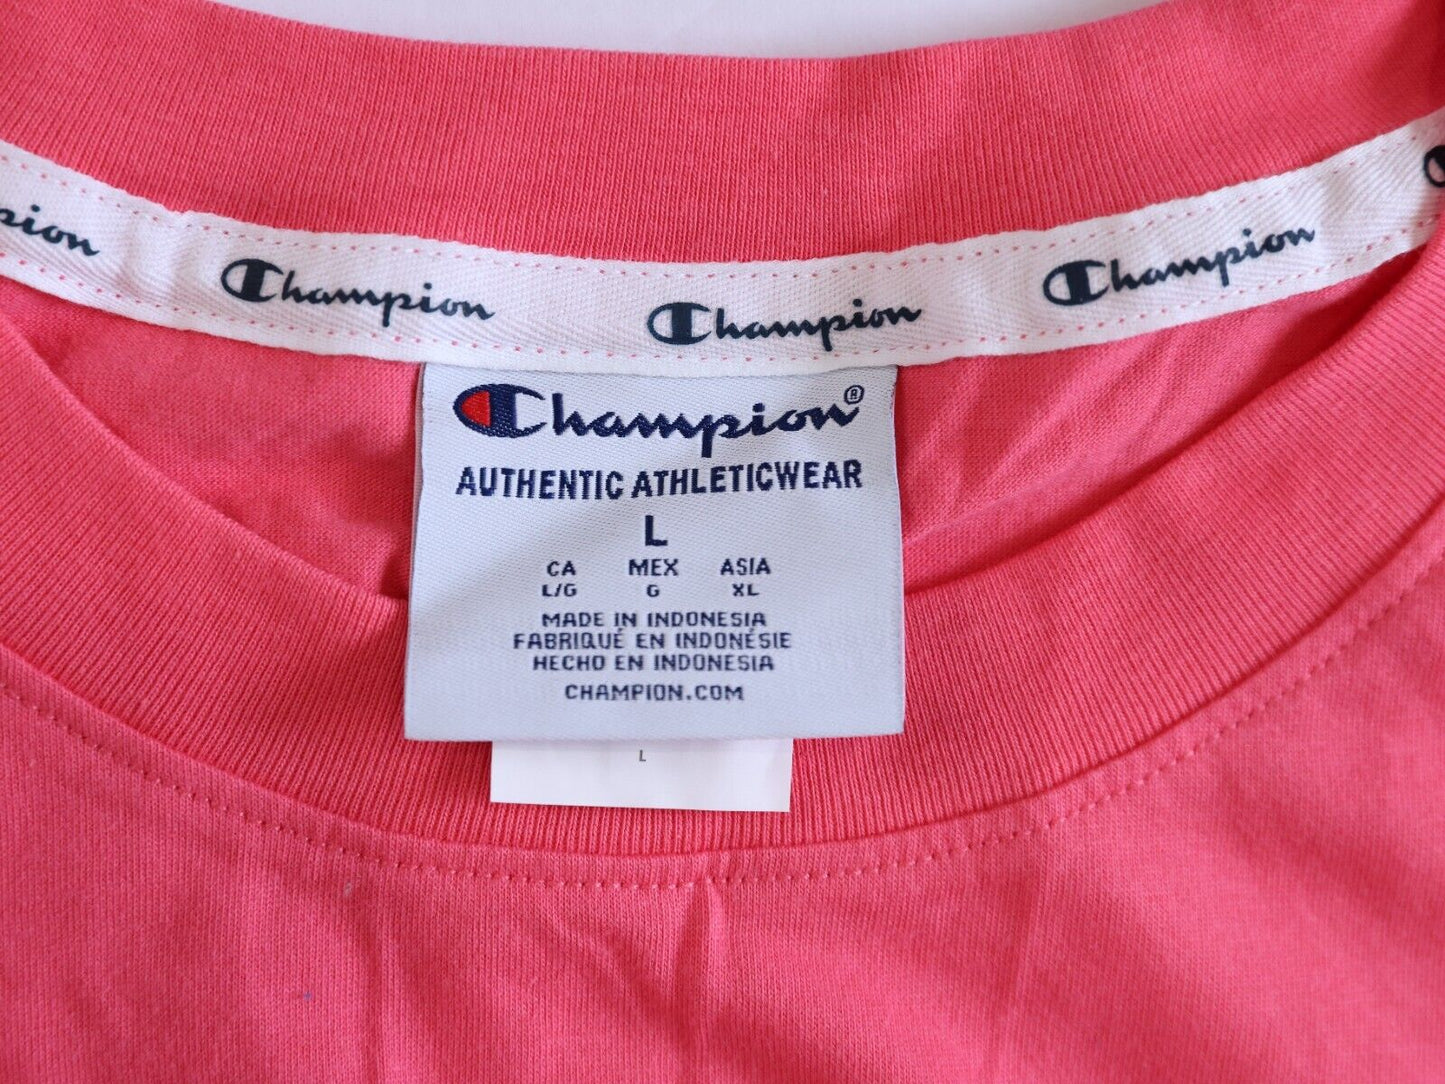 pion
Champion
Champion
Champion
Champion®
AUTHENTIC ATHLETICWEAR
L
CA MEX ASIA
L/G G XL
MADE IN INDONESIA
FABRIQUÉ EN INDONÉSIE
HECHO EN INDONESIA
CHAMPION.COM
L